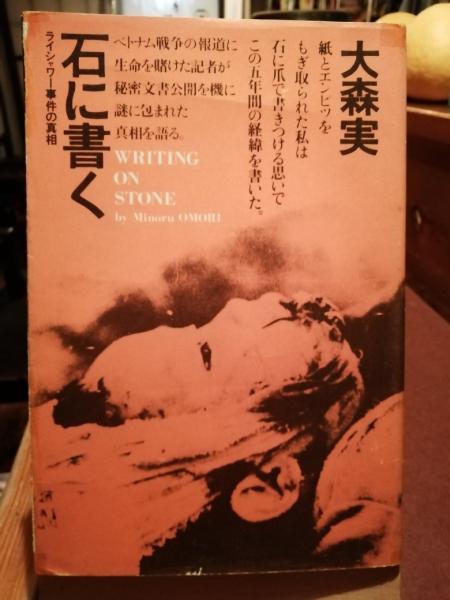 大森実
紙とエンピツを
もぎ取られた私は
石に爪で書きつける思いで
この五年間の経緯を書いた。
ベトナム戦争の報道に
生命を賭けた記者が
秘密文書公開を機に
謎に包まれた
真相を語る。
WRITING
ON
STONE
by Minoru OMORI
石に書く
ライシャワー事件の真相